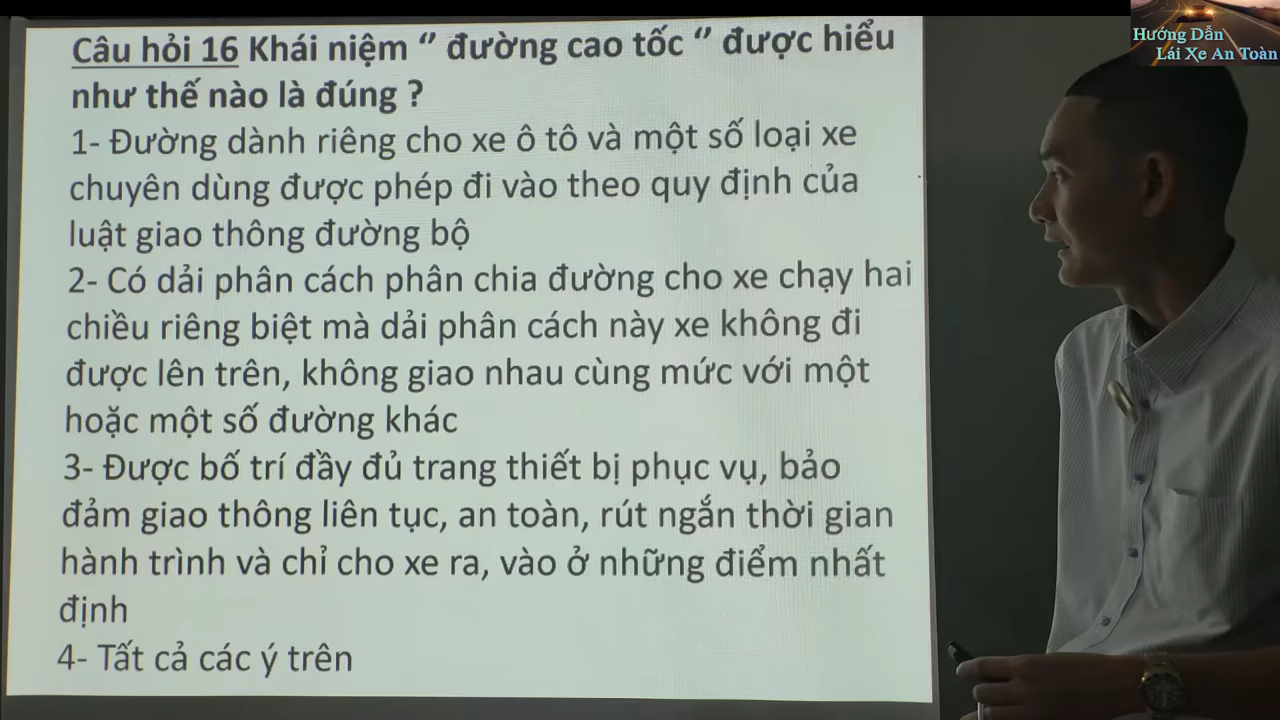 Hướng Dẫn
Lái Xe An Toàn
Câu hỏi 16 Khái niệm “ đường cao tốc “ được hiểu
như thế nào là đúng ?
1- Đường dành riêng cho xe ô tô và một số loại xe
chuyên dùng được phép đi vào theo quy định của
luật giao thông đường bộ
2- Có dải phân cách phân chia đường cho xe chạy hai
chiều riêng biệt mà dải phân cách này xe không đi
được lên trên, không giao nhau cùng mức với một
hoặc một số đường khác
3- Được bố trí đầy đủ trang thiết bị phục vụ, bảo
đảm giao thông liên tục, an toàn, rút ngắn thời gian
hành trình và chỉ cho xe ra, vào ở những điểm nhất
định
4- Tất cả các ý trên